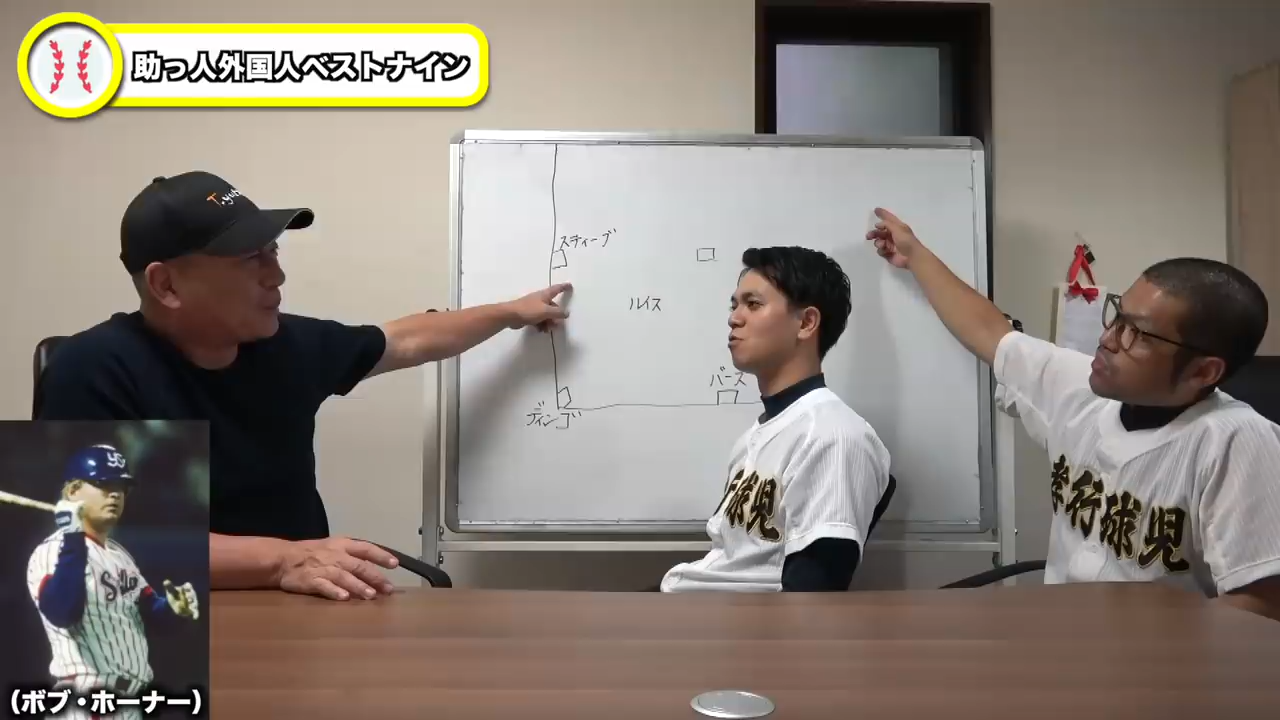 助っ人外国人ベストナイン
スティーブ
ルイス
バース
ディンゴ
孝行球児
球児
(ボブ・ホーナー)